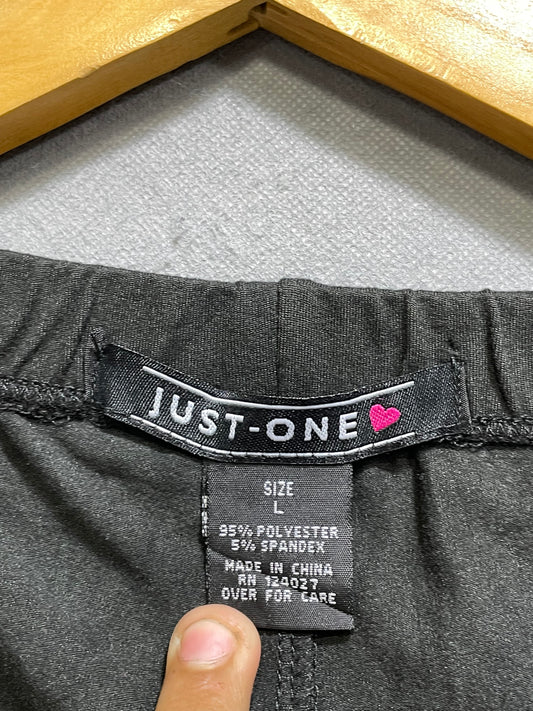 JUST-ONE
SIZE
L
95% POLYESTER
5% SPANDEX
MADE IN CHINA
RN 124027
OVER FOR CARE